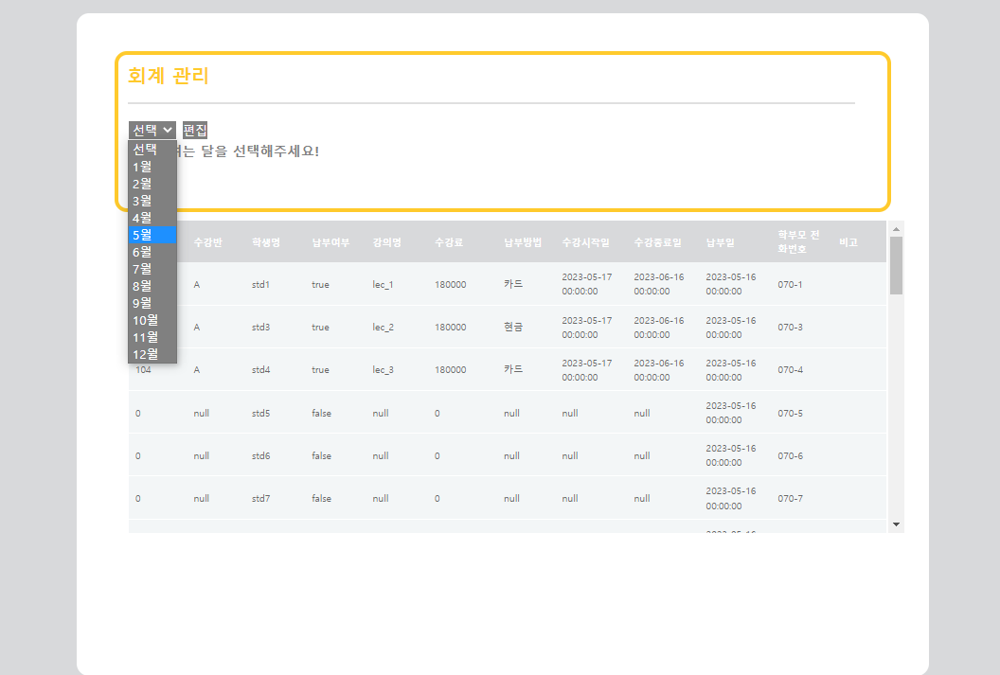 회계 관리
선택 편집
는 달을 선택해주세요!
선택
1월
2월
3월
4월
5월
6월
7월
8월
9월
10월
11월
12월
수강반 학생명 납부여부 강의명 수강료 납부방법 수강시작일 수강종료일 납부일 학부모 전 비고
화번호
A std1 true lec_1 180000 카드 2023-05-17 2023-06-16 2023-05-16 070-1
00:00:00 00:00:00 00:00:00
A std3 true lec_2 180000 현금 2023-05-17 2023-06-16 2023-05-16 070-3
00:00:00 00:00:00 00:00:00
104 A std4 true lec_3 180000 카드 2023-05-17 2023-06-16 2023-05-16 070-4
00:00:00 00:00:00 00:00:00
0 null std5 false null 0 null null null 2023-05-16 070-5
00:00:00
0 null std6 false null 0 null null null 2023-05-16 070-6
00:00:00
0 null std7 false null 0 null null null 2023-05-16 070-7
00:00:00